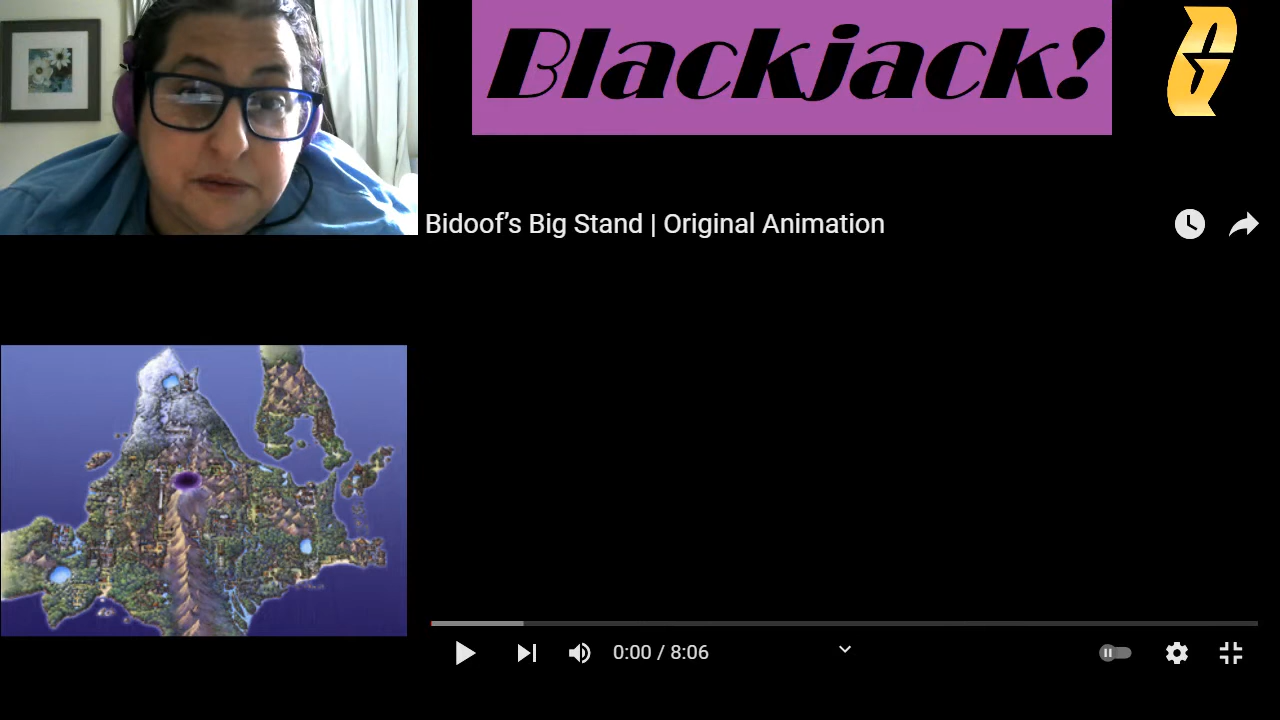 Blackjack!
Bidoof’s Big Stand | Original Animation
0:00 / 8:06